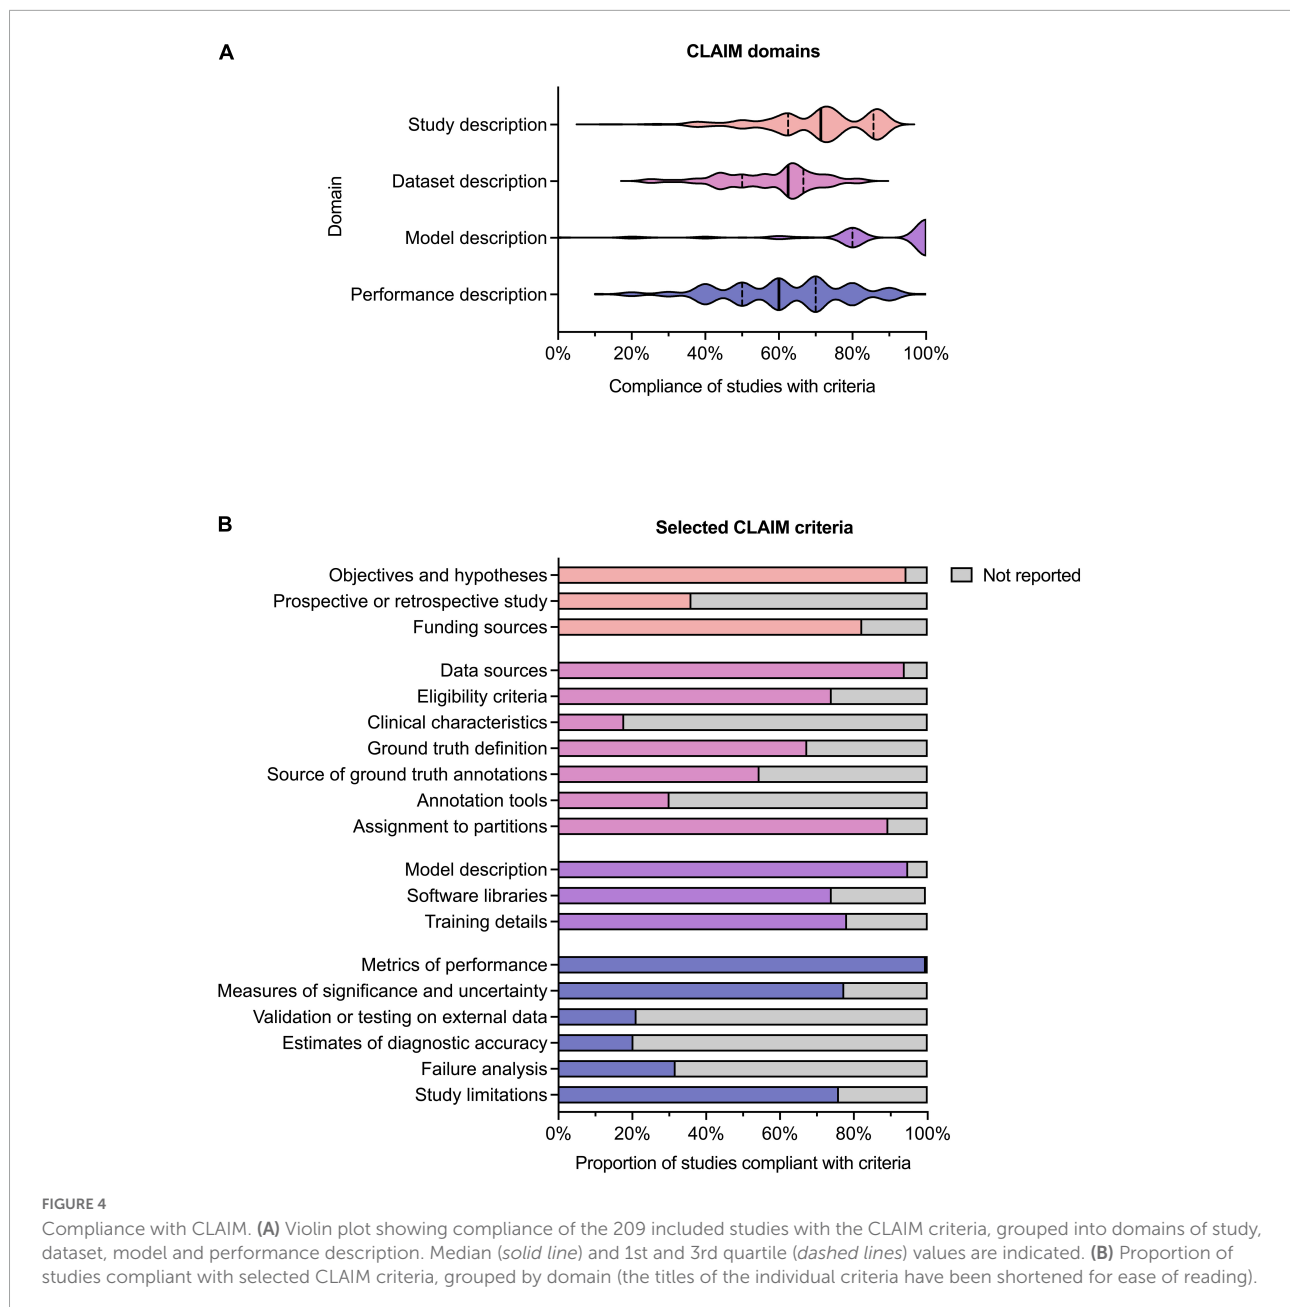 A
CLAIM domains
Domain
Study description
Dataset description
Model description
Performance description
0% 20% 40% 60% 80% 100%
Compliance of studies with criteria
B
Selected CLAIM criteria
Objectives and hypotheses
Not reported
Prospective or retrospective study
Funding sources
Data sources
Eligibility criteria
Clinical characteristics
Ground truth definition
Source of ground truth annotations
Annotation tools
Assignment to partitions
Model description
Software libraries
Training details
Metrics of performance
Measures of significance and uncertainty
Validation or testing on external data
Estimates of diagnostic accuracy
Failure analysis
Study limitations
0% 20% 40% 60% 80% 100%
Proportion of studies compliant with criteria
FIGURE 4
Compliance with CLAIM. (A) Violin plot showing compliance of the 209 included studies with the CLAIM criteria, grouped into domains of study,
dataset, model and performance description. Median (solid line) and 1st and 3rd quartile (dashed lines) values are indicated. (B) Proportion of
studies compliant with selected CLAIM criteria, grouped by domain (the titles of the individual criteria have been shortened for ease of reading).